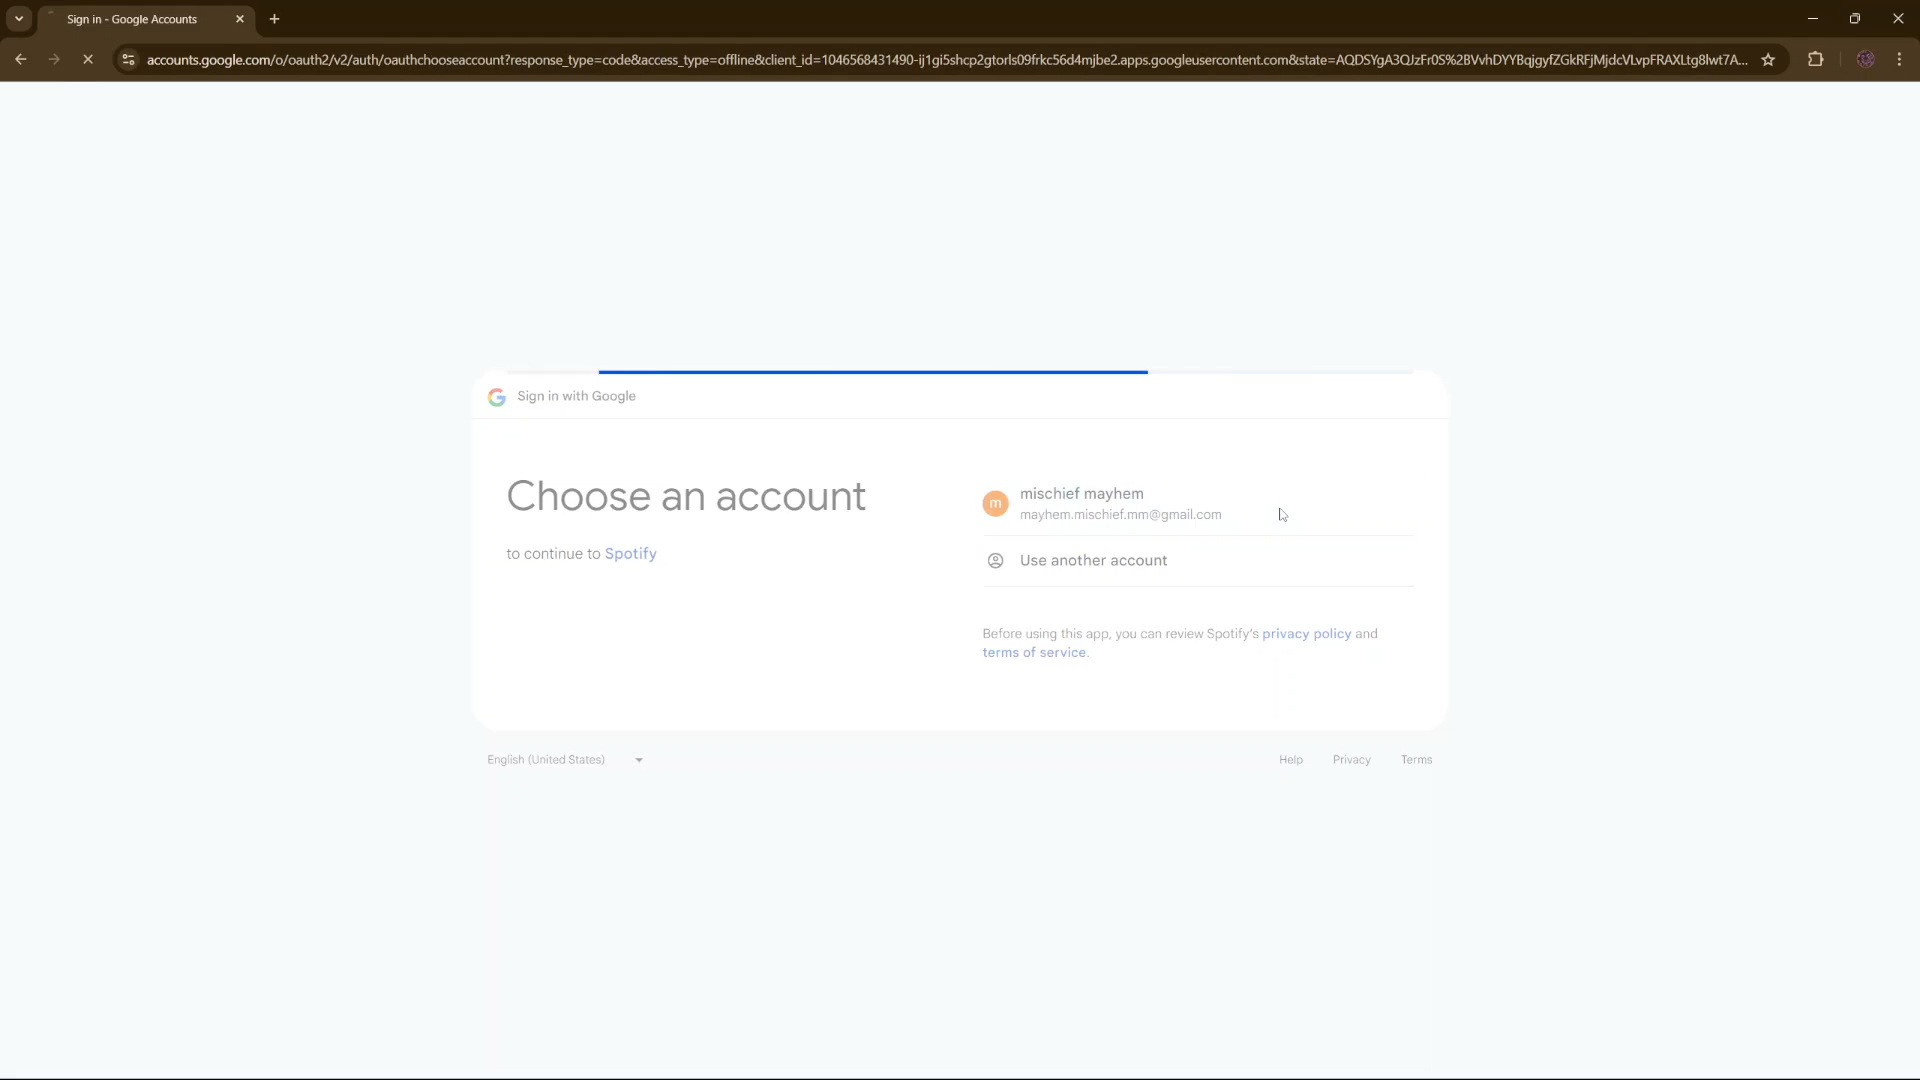 Sign in - Google Accounts
accounts.google.com/o/oauth2/v2/auth/oauthchooseaccount?response_type=code&access_type=offline&client_id=1046568431490-ij1gi5shcp2gtorls09frkc56d4mjbe2.apps.googleusercontent.com&state=AQDSYgA3QJzFr0S%2BVvhDYYBqjgyfZGkRFjMjdcVLvpFRAXLtg8lwt7A...
Sign in with Google
Choose an account
to continue to Spotify
m
mischief mayhem
mayhem.mischief.mm@gmail.com
Use another account
Before using this app, you can review Spotify's privacy policy and
terms of service.
English (United States)
Help Privacy Terms